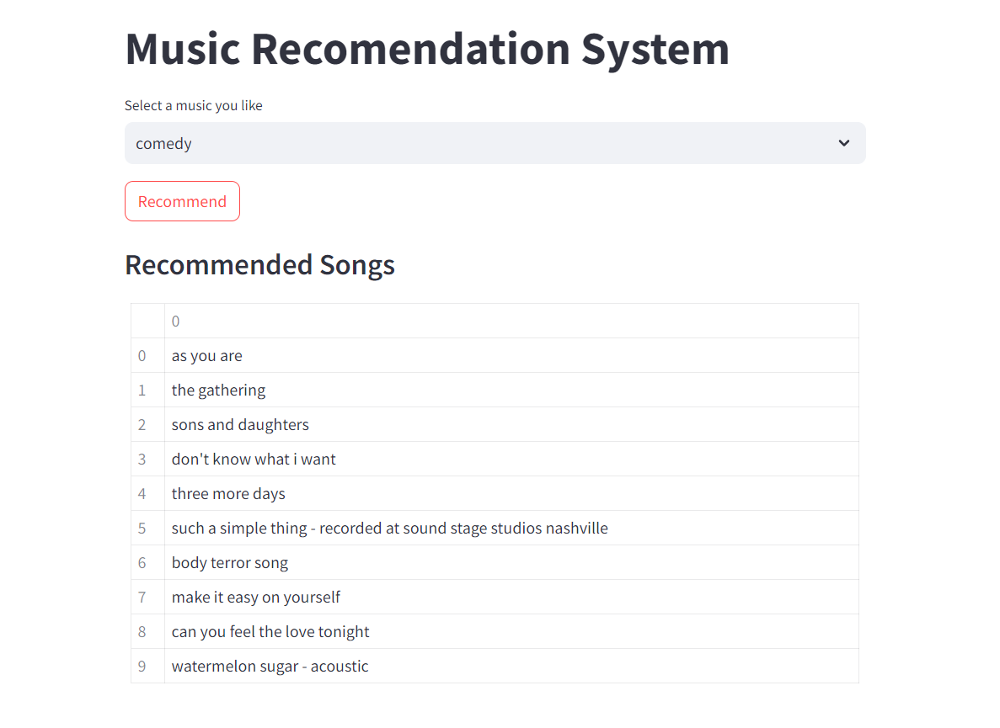 Music Recomendation System
Select a music you like
comedy
Recommend
Recommended Songs
0
0 as you are
1 the gathering
2 sons and daughters
3 don't know what i want
4 three more days
5 such a simple thing - recorded at sound stage studios nashville
6 body terror song
7 make it easy on yourself
8 can you feel the love tonight
9 watermelon sugar - acoustic